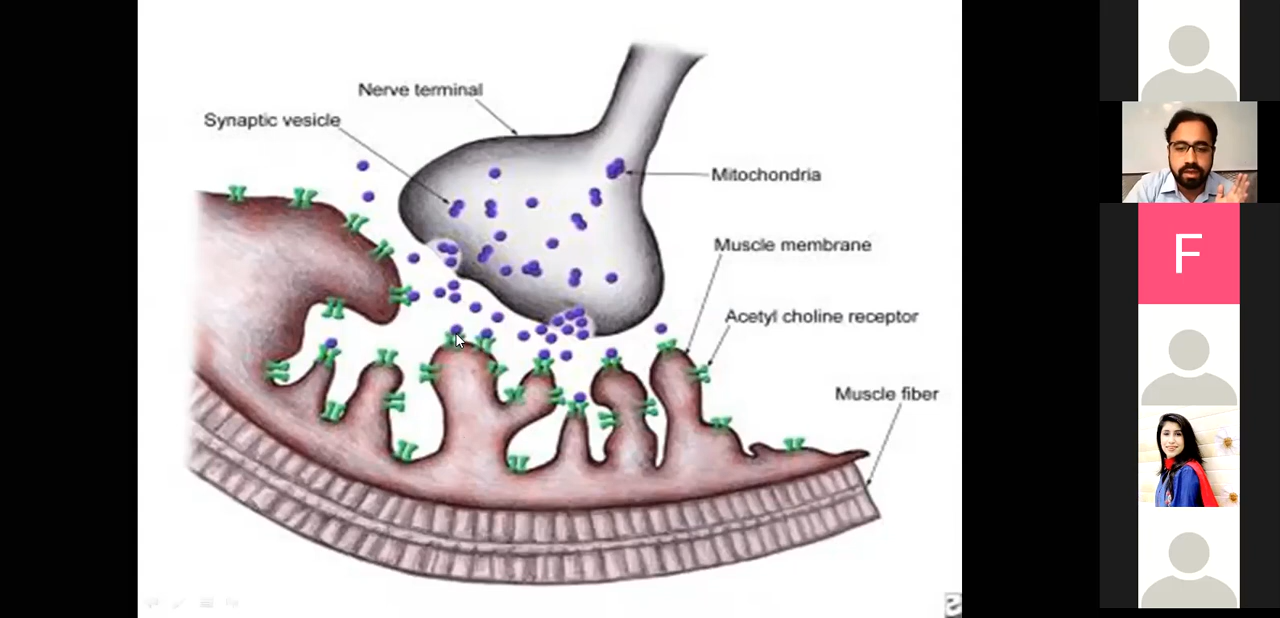 Nerve terminal
Synaptic vesicle
Mitochondria
Muscle membrane
Acetyl choline receptor
Muscle fiber
F